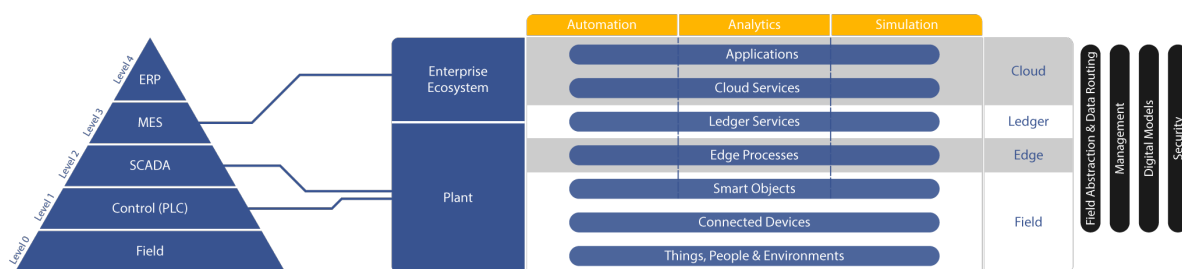 Level 4
ERP
Level 3
MES
Level 2
SCADA
Level 1
Control (PLC)
Level 0
Field
Enterprise
Ecosystem
Plant
Automation
Analytics
Simulation
Applications
Cloud Services
Ledger Services
Edge Processes
Smart Objects
Connected Devices
Things, People & Environments
Cloud
Ledger
Edge
Field
Field Abstraction & Data Routing
Management
Digital Models
Security